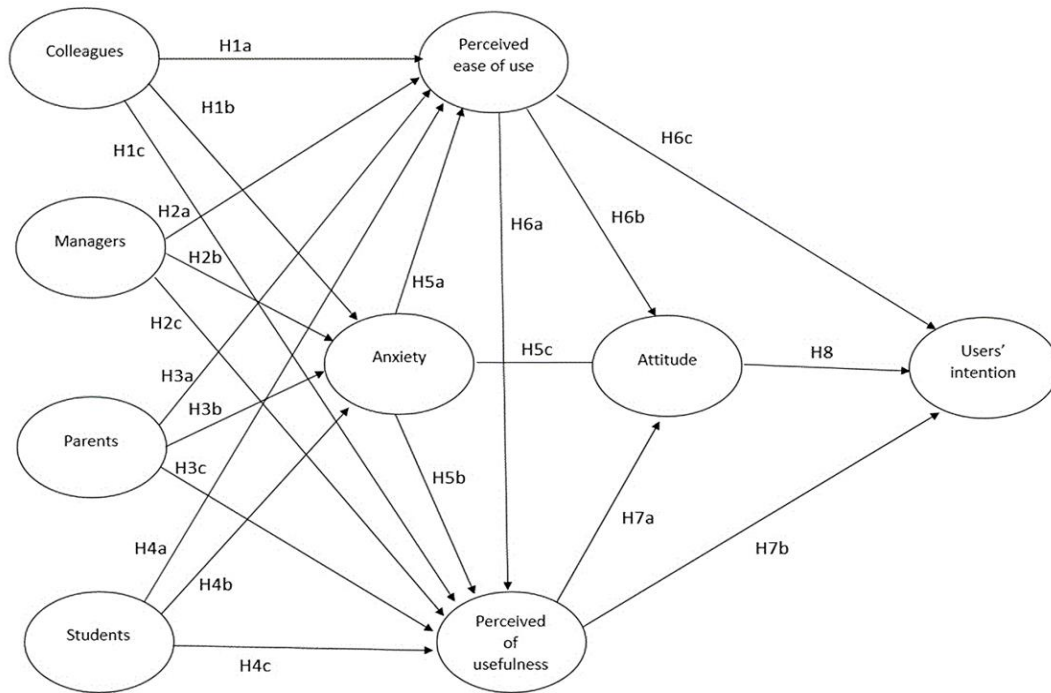 Colleagues
H1a
Perceived
ease of use
H1b
H1c
H6c
Managers
H2a
H2b
H6a
H6b
H5a
H2c
Anxiety
H5c
Attitude
H8
Users'
intention
H3a
H3b
Parents
H3c
H5b
H7a
H4a
H4b
H7b
Students
H4c
Perceived
of
usefulness